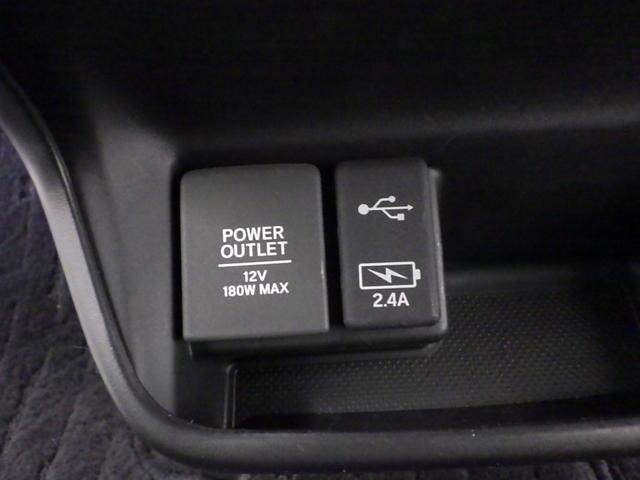 POWER
OUTLET
12V
180W MAX
2.4A